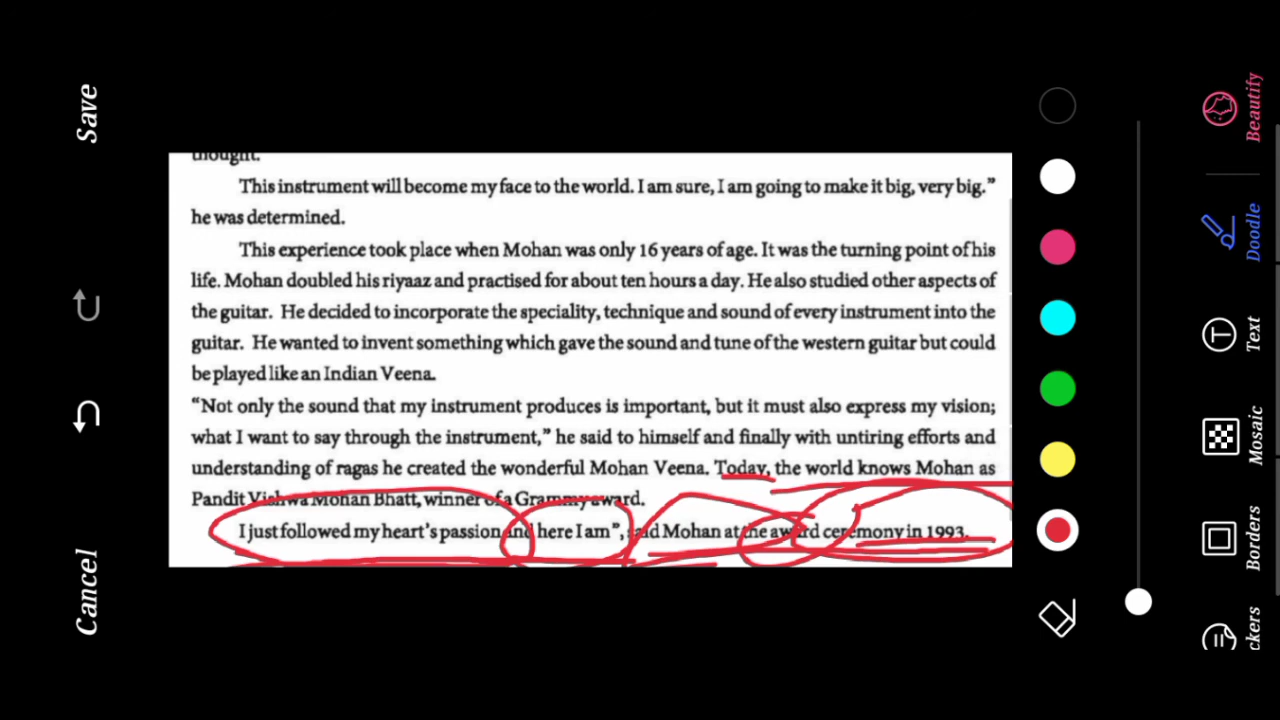 Save
Cancel
thought.
This instrument will become my face to the world. I am sure, I am going to make it big, very big.”
he was determined.
This experience took place when Mohan was only 16 years of age. It was the turning point of his
life. Mohan doubled his riyaaz and practised for about ten hours a day. He also studied other aspects of
the guitar. He decided to incorporate the speciality, technique and sound of every instrument into the
guitar. He wanted to invent something which gave the sound and tune of the western guitar but could
be played like an Indian Veena.
“Not only the sound that my instrument produces is important, but it must also express my vision;
what I want to say through the instrument,” he said to himself and finally with untiring efforts and
understanding of ragas he created the wonderful Mohan Veena. Today, the world knows Mohan as
Pandit Vishwa Mohan Bhatt, winner of a Grammy award.
I just followed my heart’s passion and here I am”, said Mohan at the award ceremony in 1993.
Beautify
Doodle
T Text
Mosaic
Borders
ckers